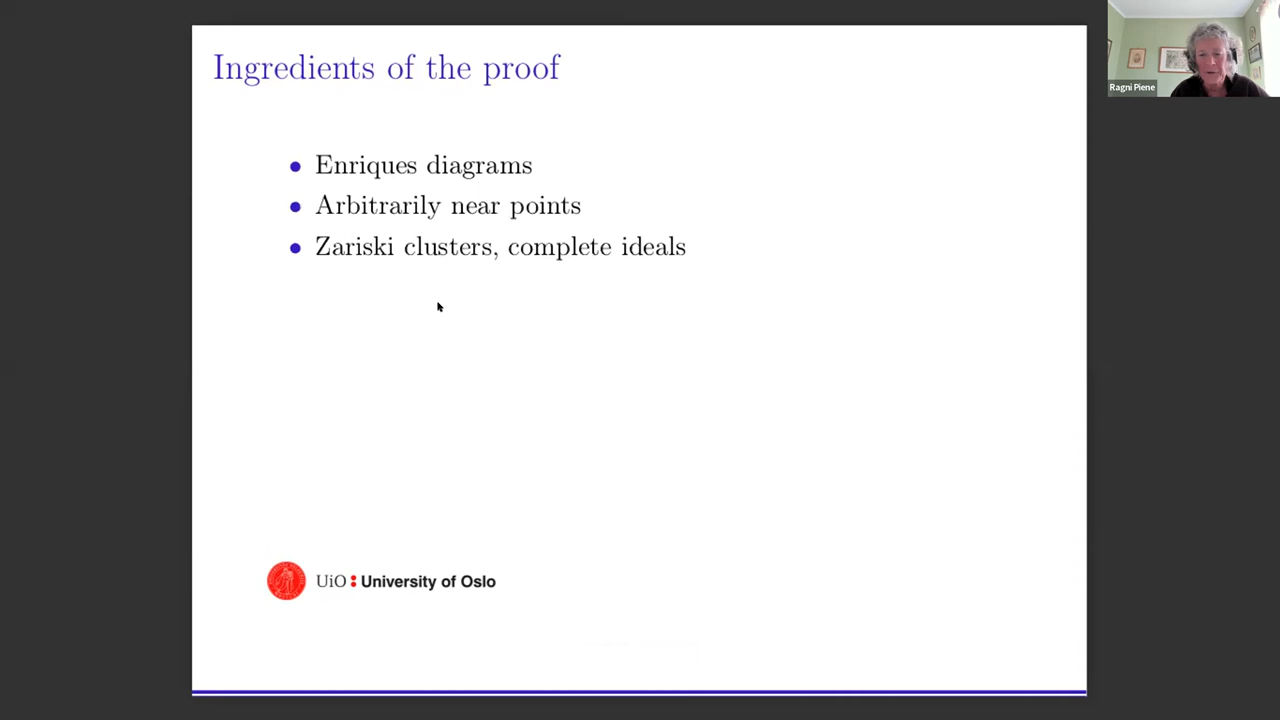 Ingredients of the proof
Ragni Piene
• Enriques diagrams
• Arbitrarily near points
• Zariski clusters, complete ideals
UiO : University of Oslo